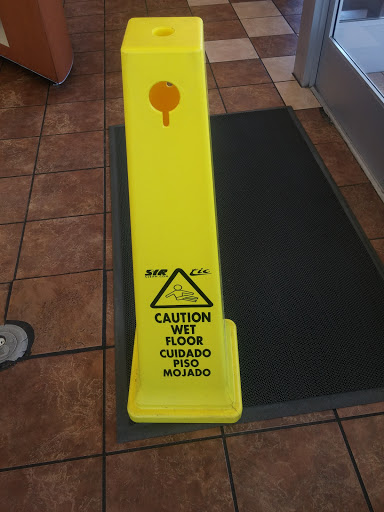 CAUTION
WET
FLOOR
CUIDADO
PISO
MOJADO